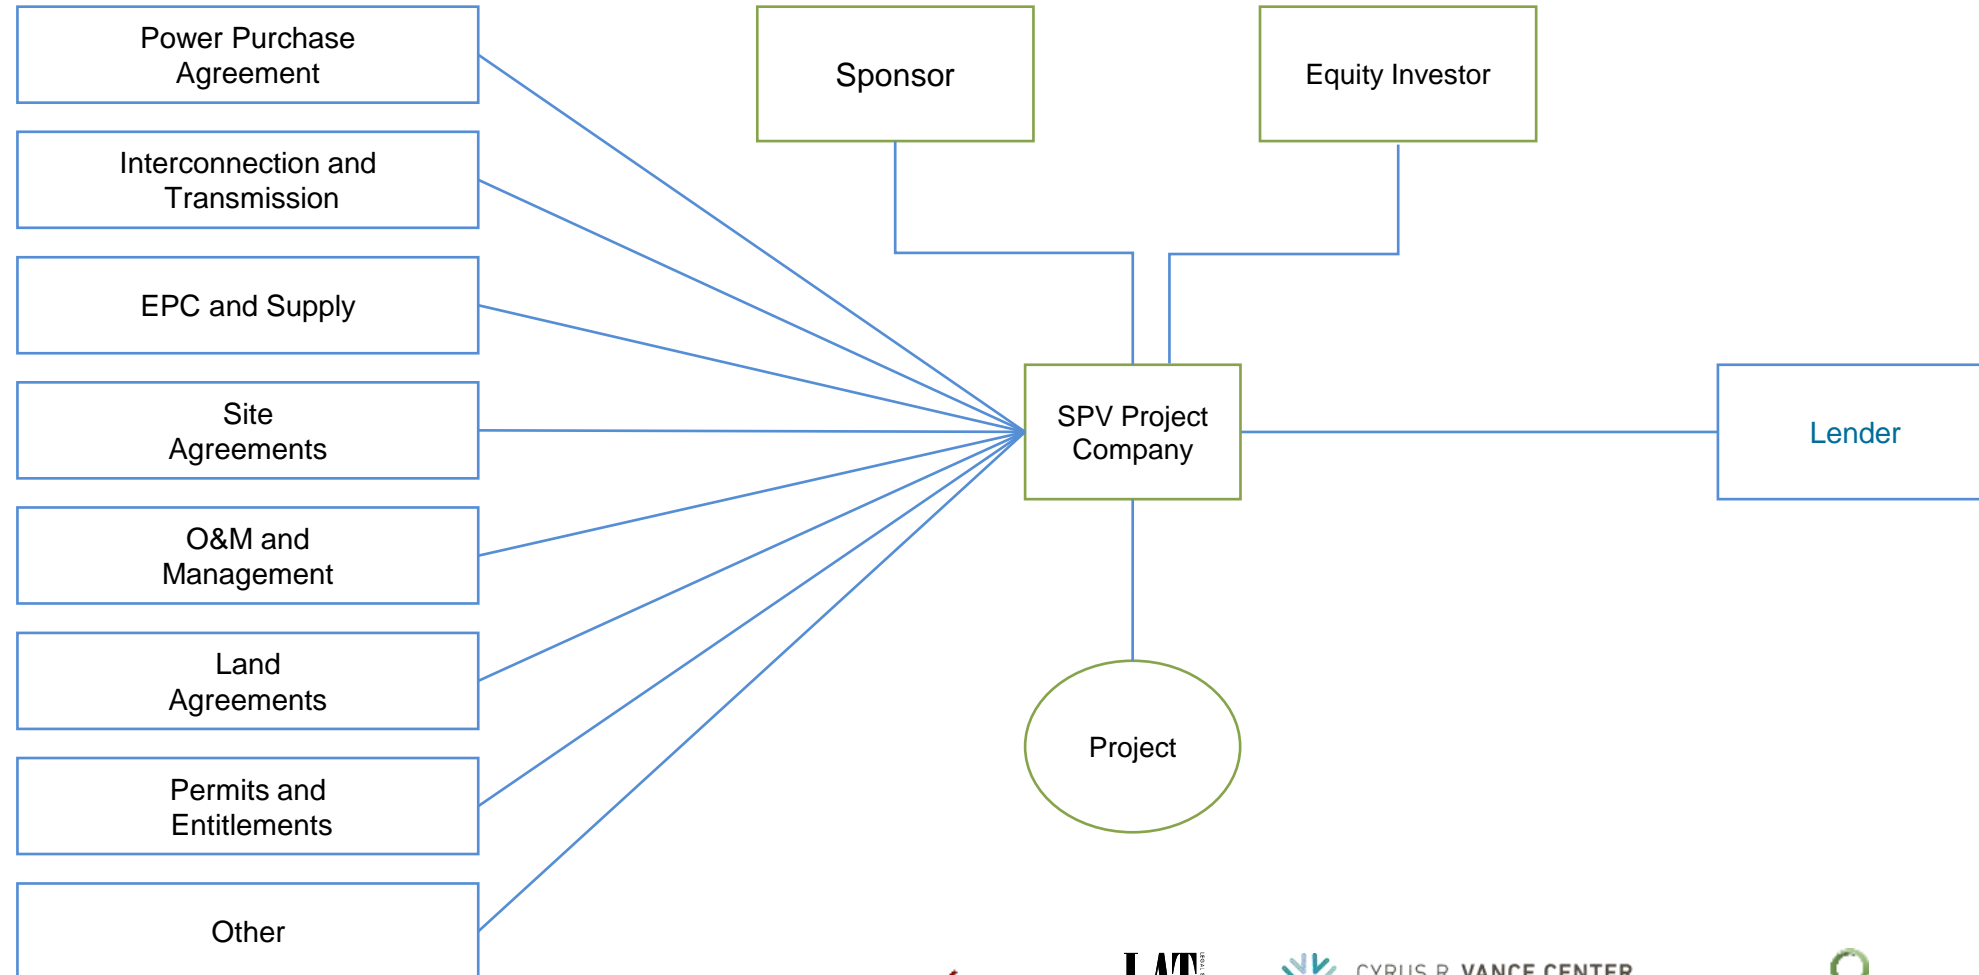 Power Purchase
Agreement
Interconnection and
Transmission
EPC and Supply
Site
Agreements
O&M and
Management
Land
Agreements
Permits and
Entitlements
Other
Sponsor
Equity Investor
SPV Project
Company
Lender
Project
LAT
CYRUS R. VANCE CENTER